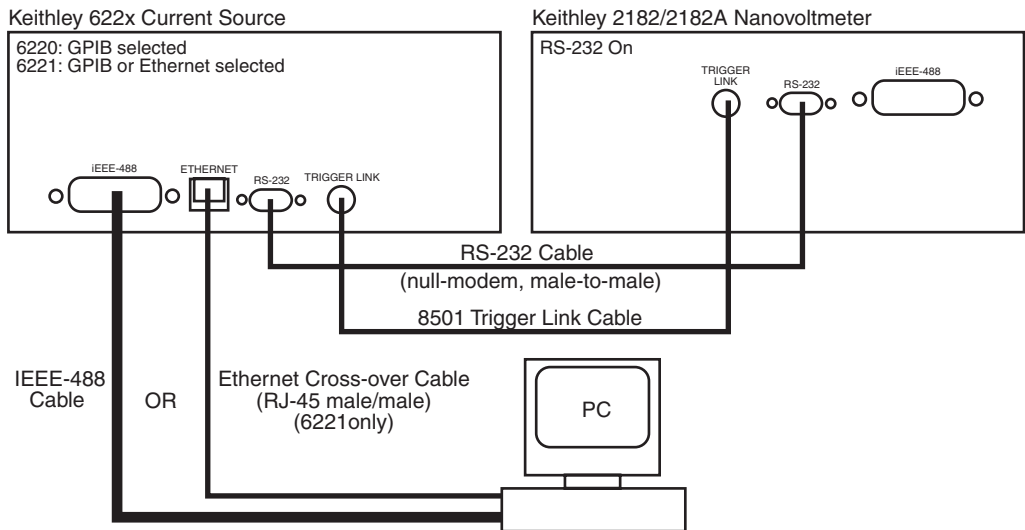 Keithley 622x Current Source
6220: GPIB selected
6221: GPIB or Ethernet selected
iEEE-488
ETHERNET
RS-232
TRIGGER LINK
Keithley 2182/2182A Nanovoltmeter
RS-232 On
TRIGGER
LINK
RS-232
iEEE-488
RS-232 Cable
(null-modem, male-to-male)
8501 Trigger Link Cable
IEEE-488
Cable
OR
Ethernet Cross-over Cable
(RJ-45 male/male)
(6221only)
PC